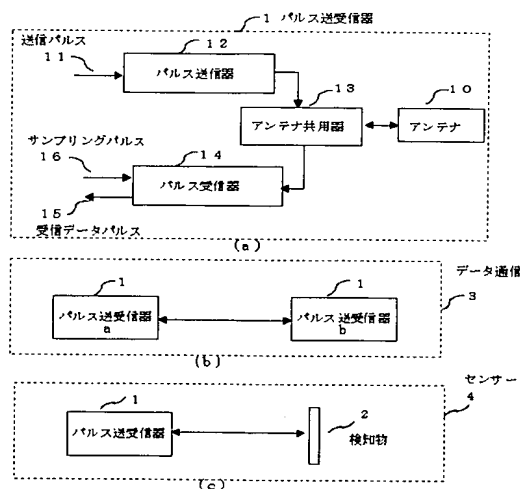 1 パルス送受信器
送信パルス
11
12
パルス送信器
13
アンテナ共用器
10
アンテナ
サンプリングパルス
16
14
パルス受信器
15
受信データパルス
(a)
データ通信
3
1
パルス送受信器
a
1
パルス送受信器
b
(b)
センサー
4
1
パルス送受信器
2
検知物
(c)